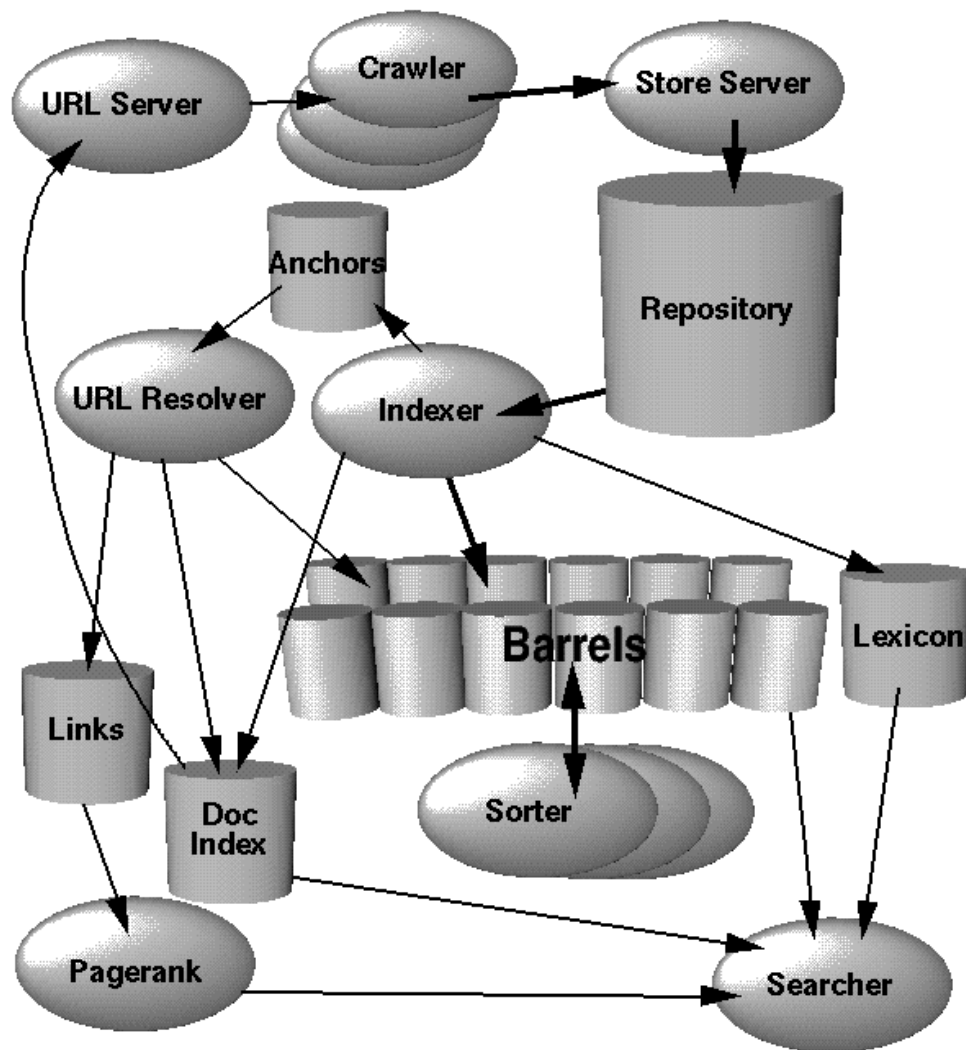 Crawler
URL Server
Store Server
Anchors
Repository
URL Resolver
Indexer
Barrels
Lexicon
Links
Doc
Index
Sorter
Pagerank
Searcher